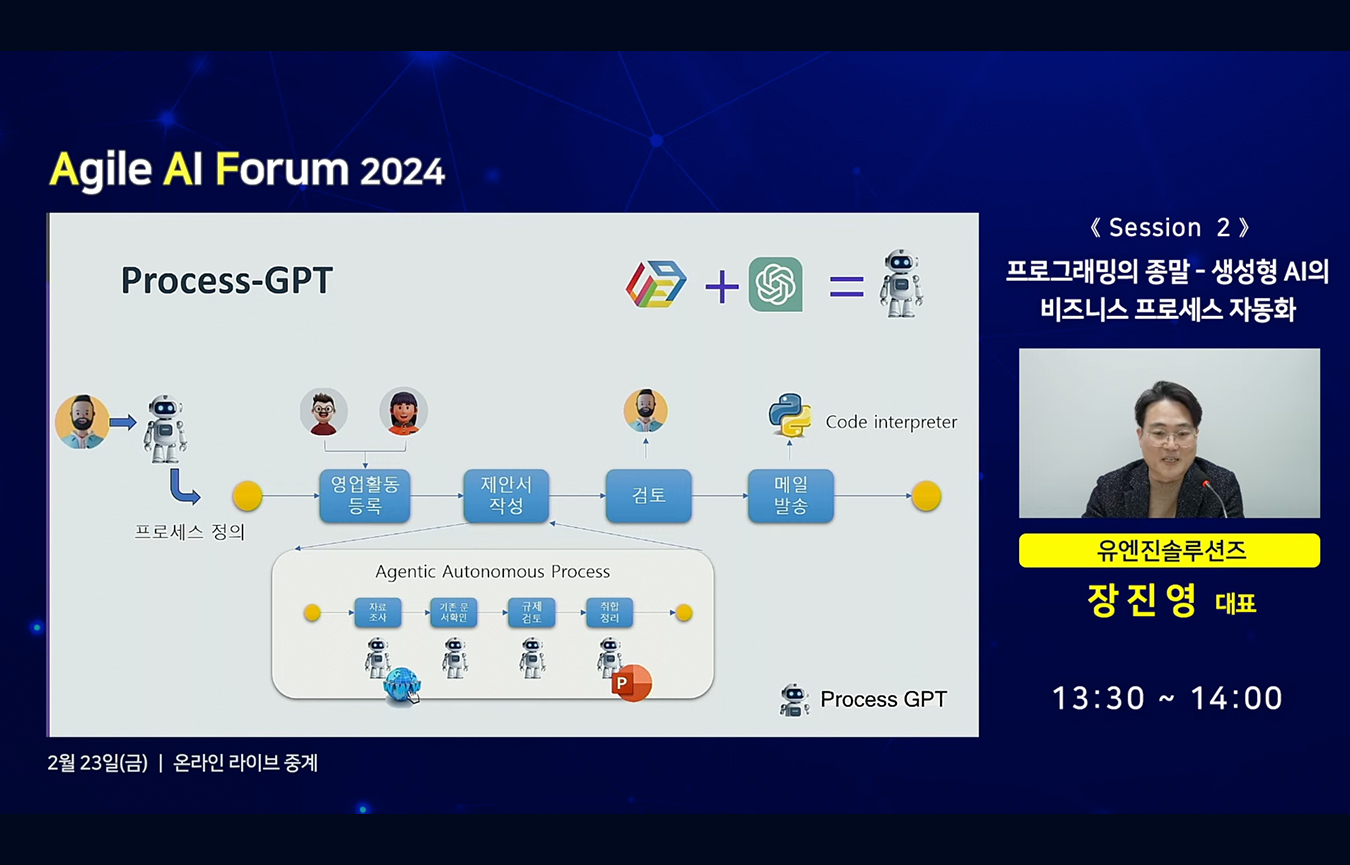 Agile AI Forum 2024
Process-GPT
Code interpreter
영업활동
등록
제안서
작성
검토
메일
발송
프로세스 정의
Agentic Autonomous Process
자료
조사
기존 문
서확인
규제
검토
취합
정리
P
Process GPT
2월 23일(금) | 온라인 라이브 중계
《 Session 2 》
프로그래밍의 종말 - 생성형 AI의
비즈니스 프로세스 자동화
유엔진솔루션즈
장진영 대표
13:30 ~ 14:00